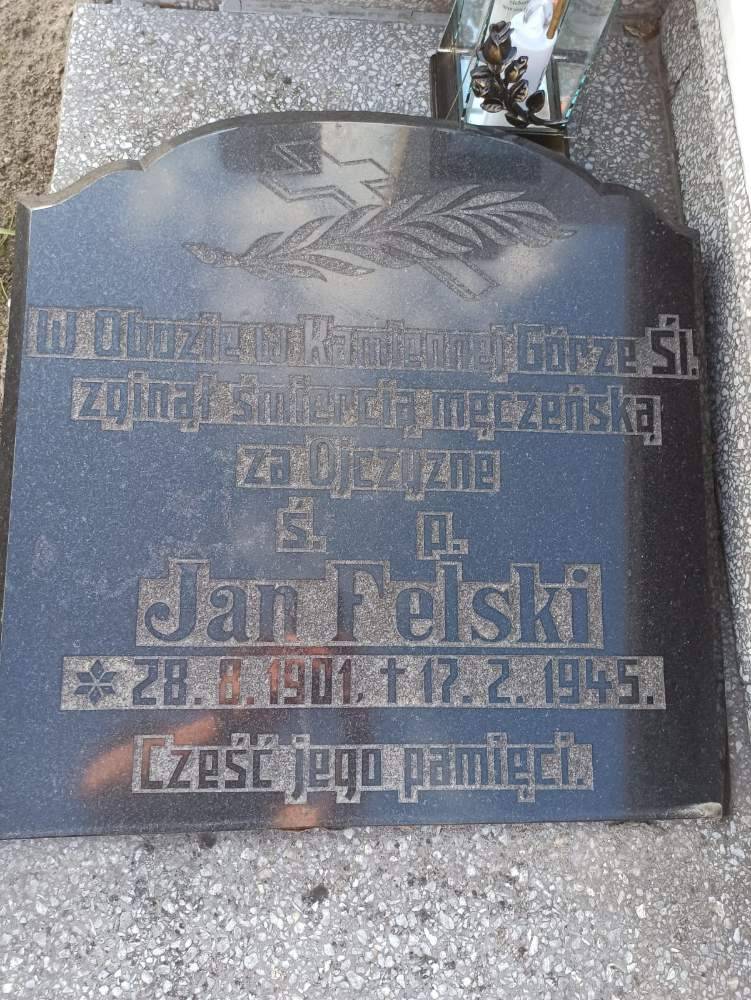 W Obozie w Kamiennej Górze Śl.
zginął śmiercią męczeńską
za Ojczyznę
ś. p.
Jan Felski
* 28. 8. 1901, † 17. 2. 1945.
Cześć jego pamięci.